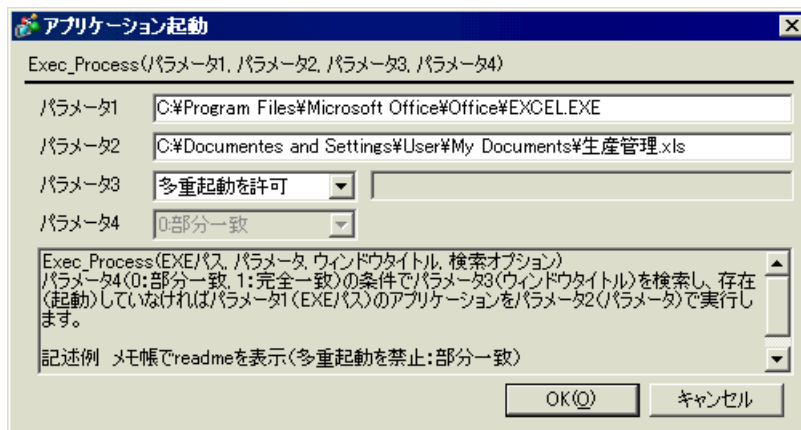 アプリケーション起動
Exec_Process(パラメータ1, パラメータ2, パラメータ3, パラメータ4)
パラメータ1 C:¥Program Files¥Microsoft Office¥Office¥EXCEL.EXE
パラメータ2 C:¥Documentes and Settings¥User¥My Documents¥生産管理.xls
パラメータ3 多重起動を許可
パラメータ4 0:部分一致
Exec_Process(EXEパス, パラメータ, ウィンドウタイトル, 検索オプション)
パラメータ4(0:部分一致, 1:完全一致)の条件でパラメータ3(ウィンドウタイトル)を検索し、存在
(起動)していなければパラメータ1(EXEパス)のアプリケーションをパラメータ2(パラメータ)で実行し
ます。
記述例 メモ帳でreadmeを表示(多重起動を禁止:部分一致)
OK(O) キャンセル